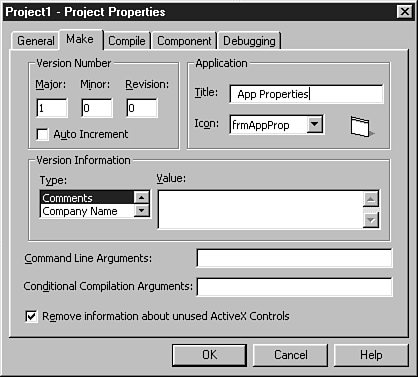 Project1 - Project Properties
General Make Compile Component Debugging
Version Number
Major: Minor: Revision:
1 0 0
Auto Increment
Application
Title: App Properties
Icon: frmAppProp
Version Information
Type: Value:
Comments
Company Name
Command Line Arguments:
Conditional Compilation Arguments:
Remove information about unused ActiveX Controls
OK Cancel Help